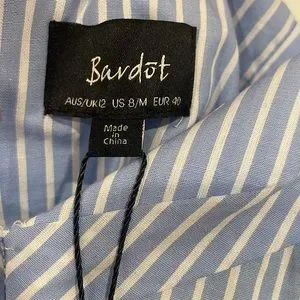 Bardot
AUS/UK12 US 8/M EUR 40
Made
in
China